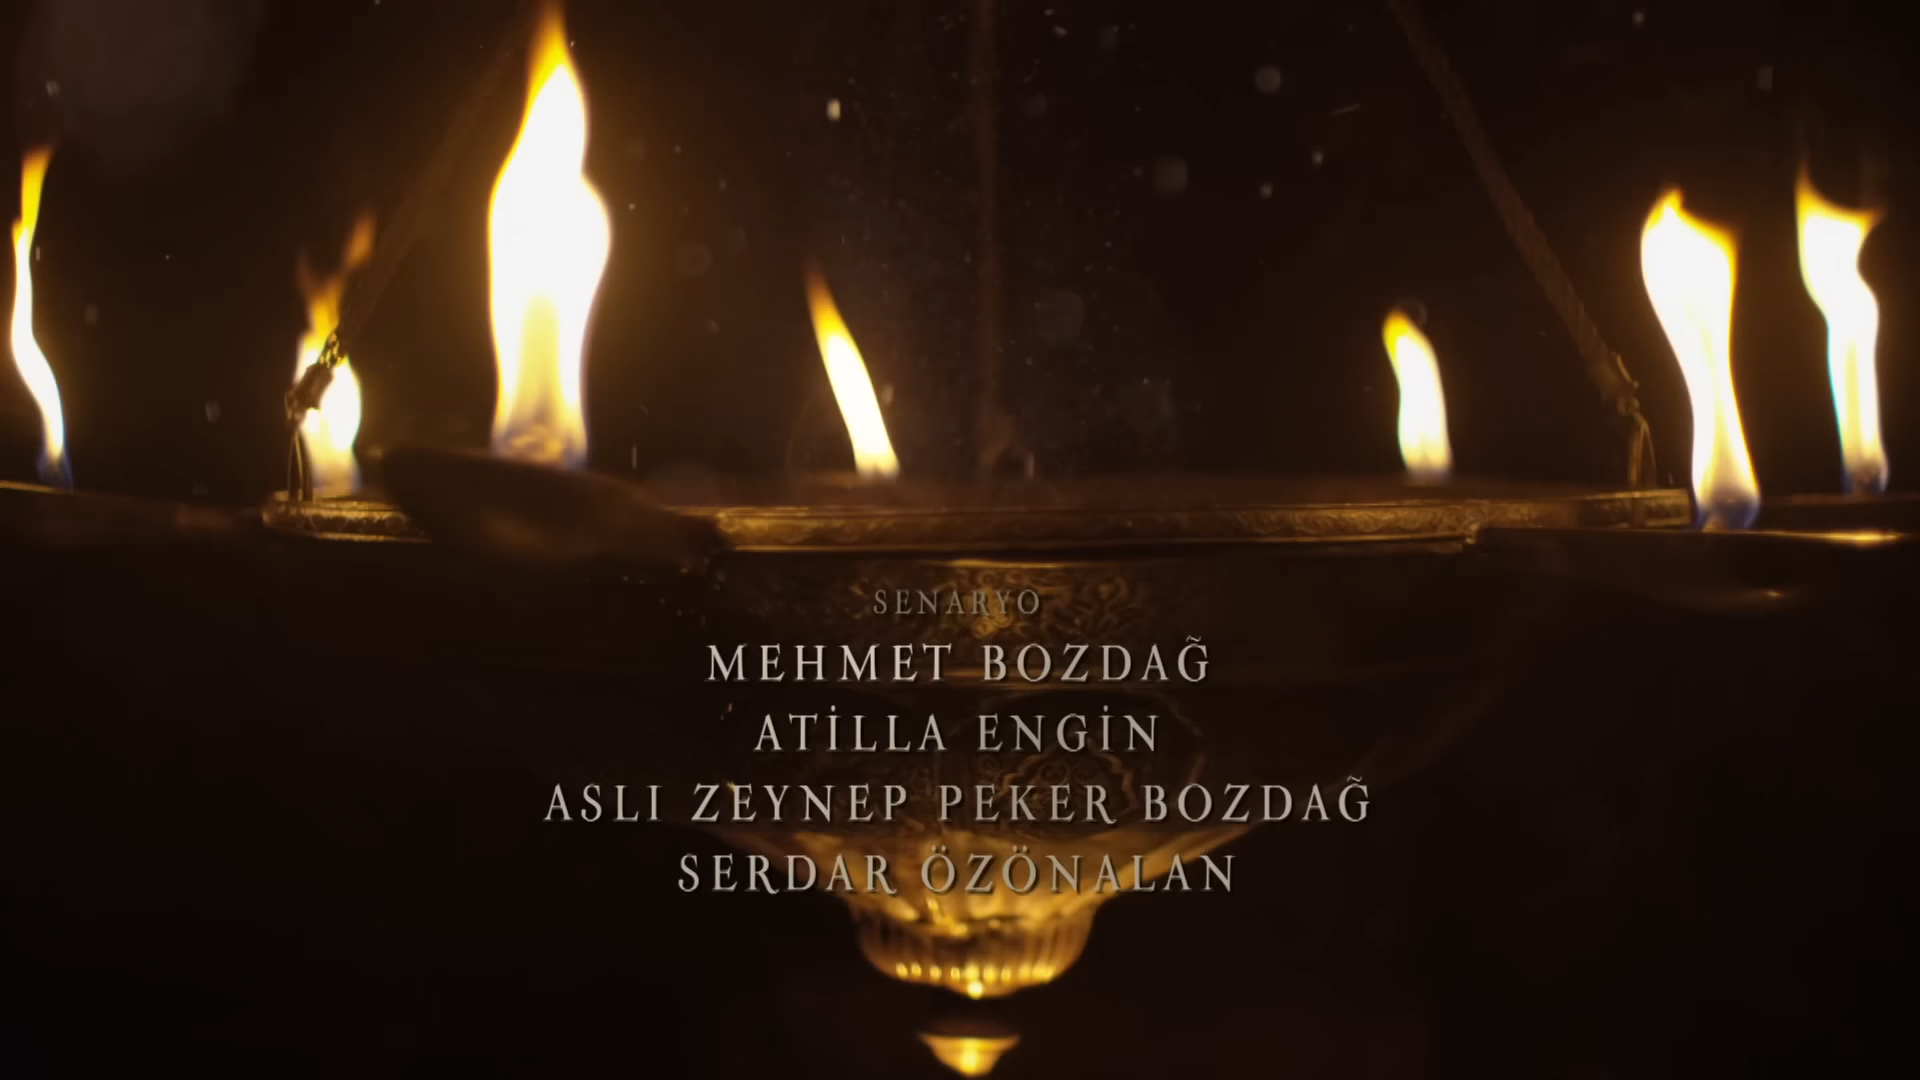 SENARYO
MEHMET BOZDAĞ
ATİLLA ENGİN
ASLI ZEYNEP PEKER BOZDAĞ
SERDAR ÖZÖNALAN